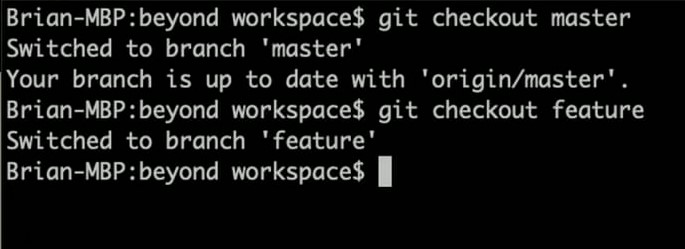 Brian-MBP:beyond workspace$ git checkout master
Switched to branch 'master'
Your branch is up to date with 'origin/master'.
Brian-MBP:beyond workspace$ git checkout feature
Switched to branch 'feature'
Brian-MBP:beyond workspace$